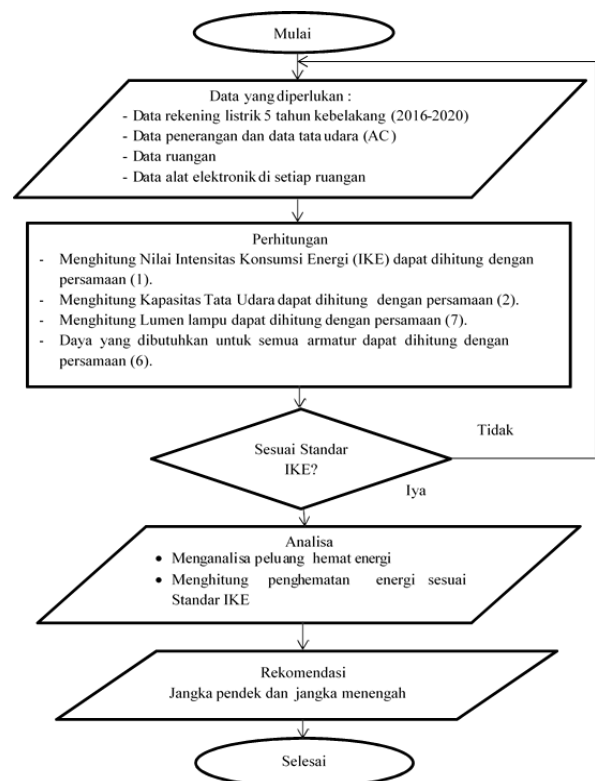 Mulai
Data yang diperlukan :
- Data rekening listrik 5 tahun kebelakang (2016-2020)
- Data penerangan dan data tata udara (AC)
- Data ruangan
- Data alat elektronik di setiap ruangan
Perhitungan
- Menghitung Nilai Intensitas Konsumsi Energi (IKE) dapat dihitung dengan
persamaan (1).
- Menghitung Kapasitas Tata Udara dapat dihitung dengan persamaan (2).
- Menghitung Lumen lampu dapat dihitung dengan persamaan (7).
- Daya yang dibutuhkan untuk semua armatur dapat dihitung dengan
persamaan (6).
Tidak
Sesuai Standar
IKE?
Iya
Analisa
• Menganalisa peluang hemat energi
• Menghitung penghematan energi sesuai
Standar IKE
Rekomendasi
Jangka pendek dan jangka menengah
Selesai